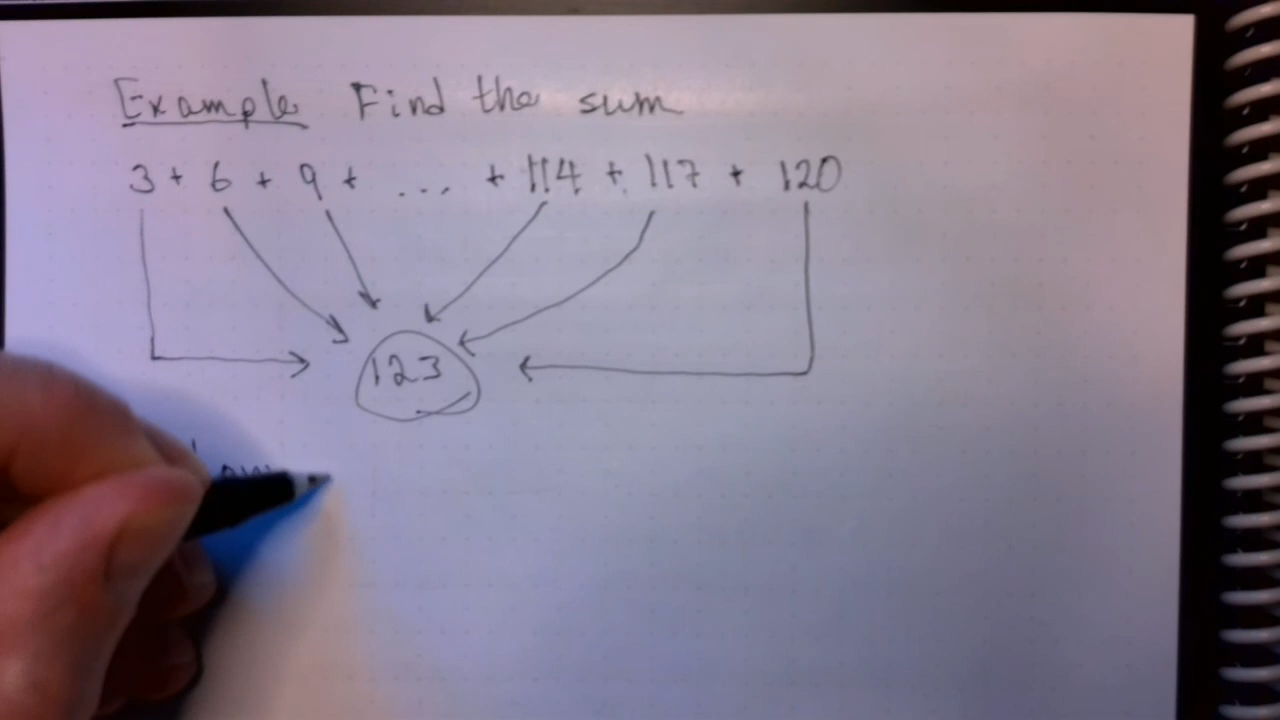 Example Find the sum
3 + 6 + 9 + ... + 114 + 117 + 120
123